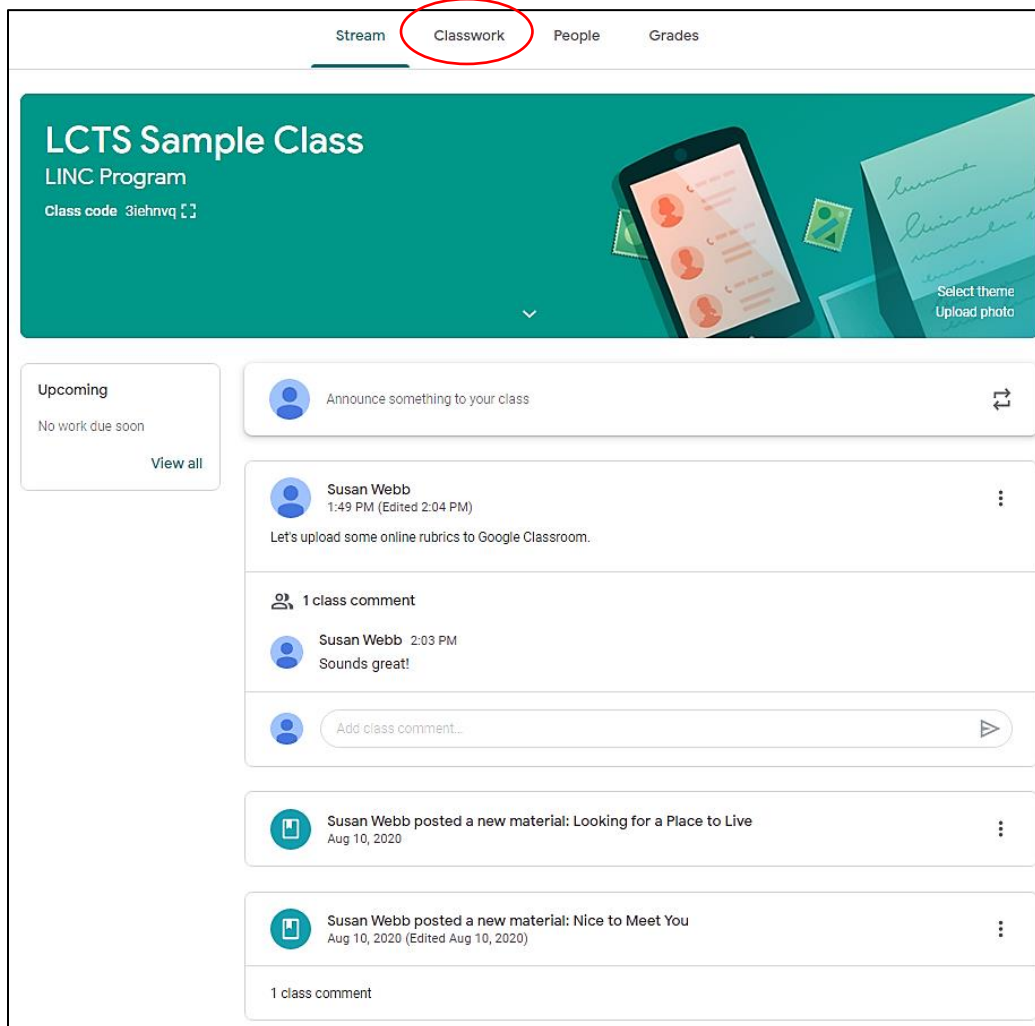 Stream Classwork People Grades
LCTS Sample Class
LINC Program
Class code 3iehnvq
Select theme
Upload photo
Upcoming
No work due soon
View all
Announce something to your class
Susan Webb
1:49 PM (Edited 2:04 PM)
Let's upload some online rubrics to Google Classroom.
1 class comment
Susan Webb 2:03 PM
Sounds great!
Add class comment...
Susan Webb posted a new material: Looking for a Place to Live
Aug 10, 2020
Susan Webb posted a new material: Nice to Meet You
Aug 10, 2020 (Edited Aug 10, 2020)
1 class comment